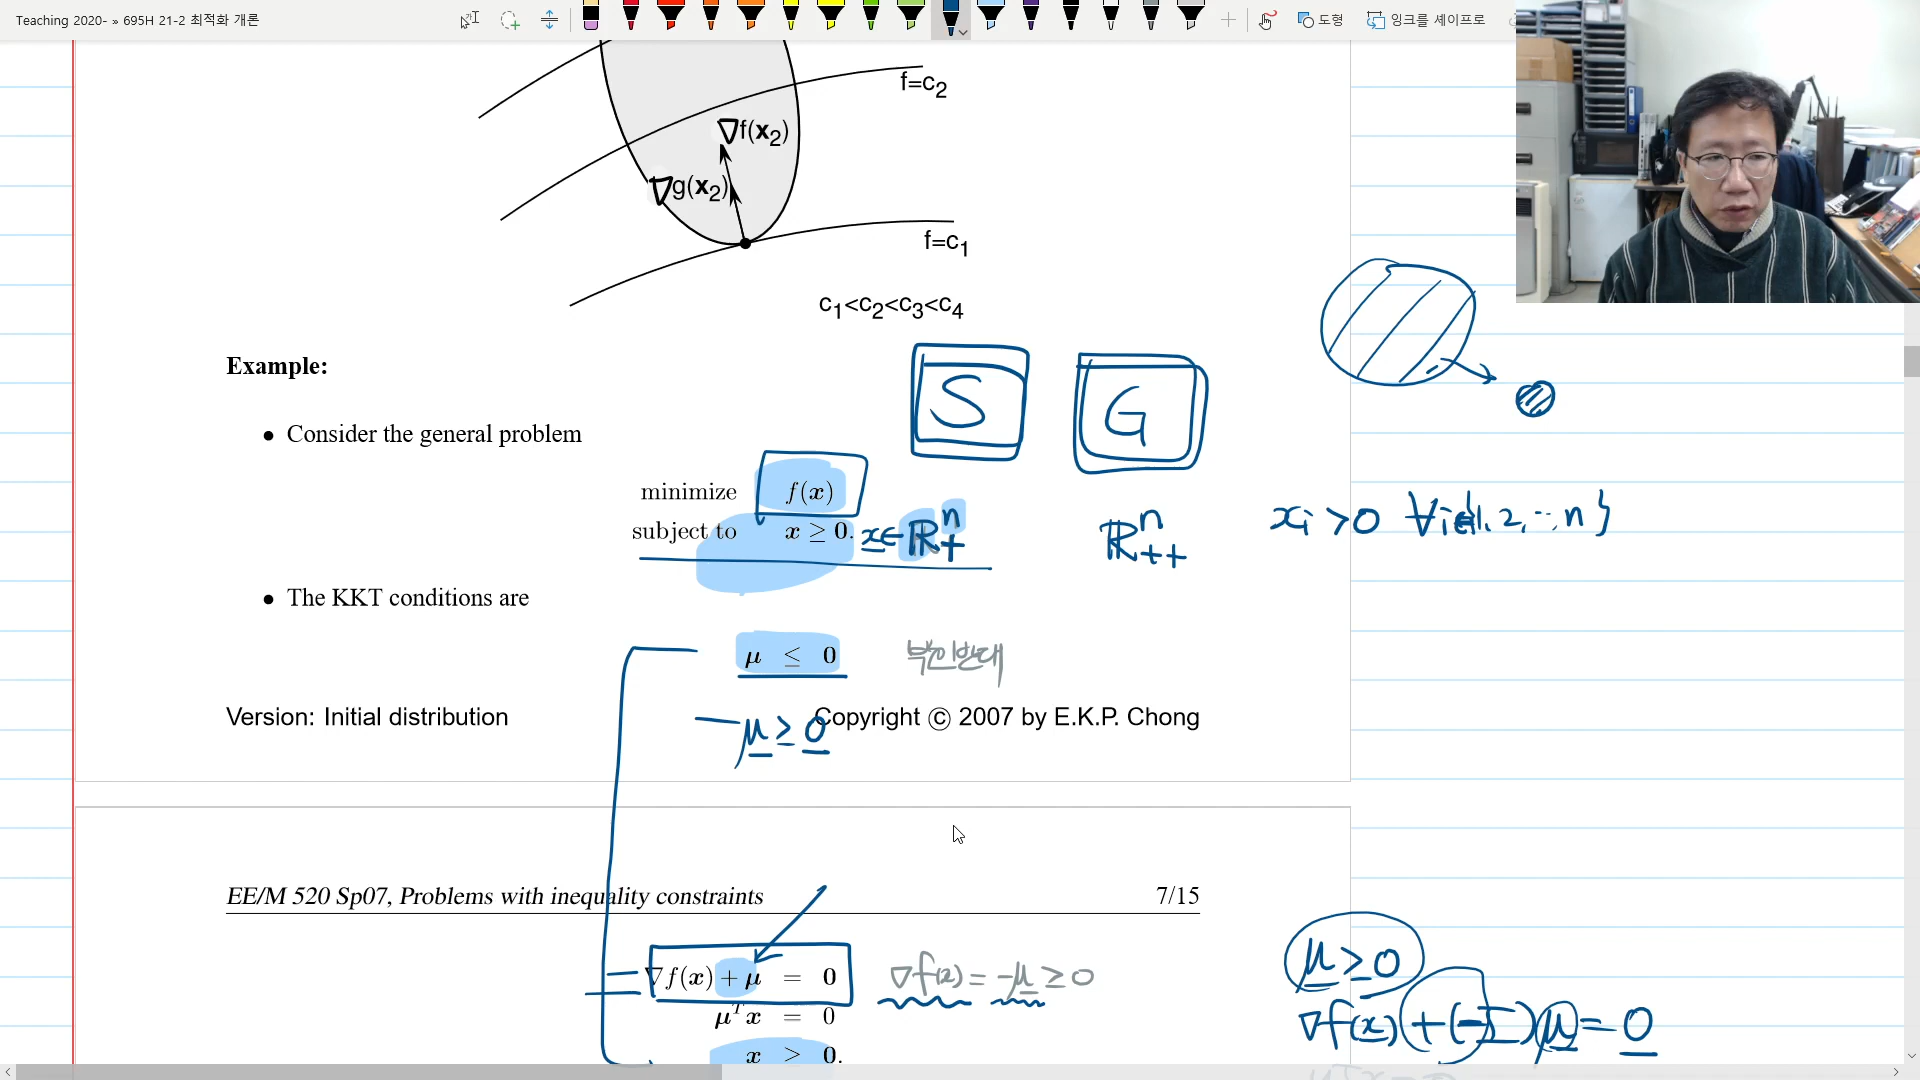 Teaching 2020- » 695H 21-2 최적화 개론
도형
잉크를 셰이프로
f=c2
∇f(x2)
∇g(x2)
f=c1
c1<c2<c3<c4
Example:
S G
• Consider the general problem
minimize f(x)
subject to x ≥ 0. x∈ℝ+^n ℝ++^n xi >0 ∀i∈{1, 2, ⋯, n}
• The KKT conditions are
μ ≤ 0 부호반대
Version: Initial distribution Copyright © 2007 by E.K.P. Chong
-μ ≥ 0
EE/M 520 Sp07, Problems with inequality constraints 7/15
μ ≥ 0
∇f(x) + μ = 0 ∇f(x) = -μ ≥ 0
μ^T x = 0 ∇f(x) + (-I)μ = 0
x ≥ 0.